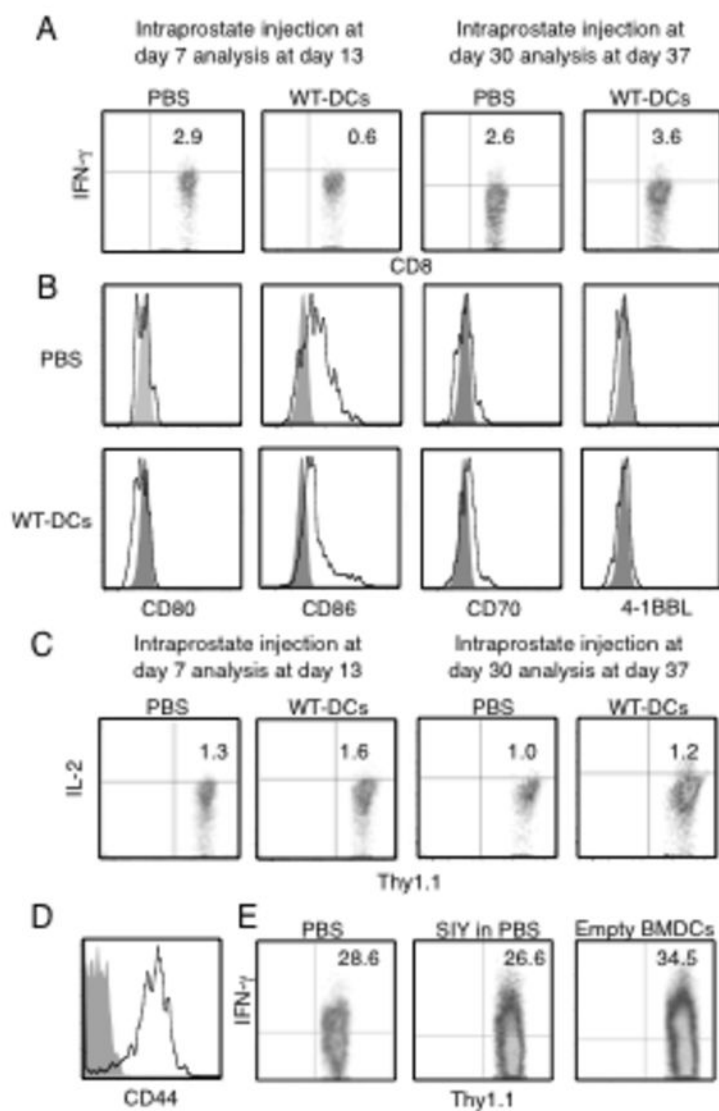 A
Intraprostate injection at
day 7 analysis at day 13
Intraprostate injection at
day 30 analysis at day 37
PBS
WT-DCs
PBS
WT-DCs
2.9
0.6
2.6
3.6
IFN-γ
CD8
B
PBS
WT-DCs
CD80
CD86
CD70
4-1BBL
C
Intraprostate injection at
day 7 analysis at day 13
Intraprostate injection at
day 30 analysis at day 37
PBS
WT-DCs
PBS
WT-DCs
1.3
1.6
1.0
1.2
IL-2
Thy1.1
D
CD44
E
PBS
SIY in PBS
Empty BMDCs
28.6
26.6
34.5
IFN-γ
Thy1.1